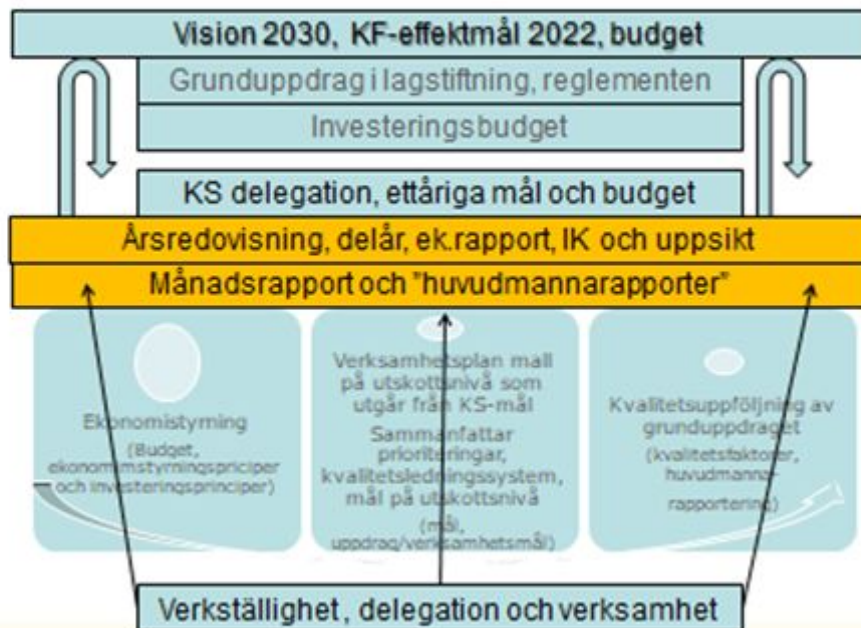 Vision 2030, KF-effektmål 2022, budget
Grunduppdrag i lagstiftning, reglementen
Investeringsbudget
KS delegation, ettåriga mål och budget
Årsredovisning, delår, ek.rapport, IK och uppsikt
Månadsrapport och ”huvudmannarapporter”
Ekonomistyrning
(Budget,
ekonomimstyrningspriciper
och investeringsprinciper)
Verksamhetsplan mall
på utskottsnivå som
utgår från KS-mål
Sammanfattar
prioriteringar,
kvalitetsledningssystem,
mål på utskottsnivå
(mål,
uppdrag/verksamhetsmål)
Kvalitetsuppföljning av
grunduppdraget
(kvalitetsfaktorer,
huvudmanna-
rapportering)
Verkställighet, delegation och verksamhet